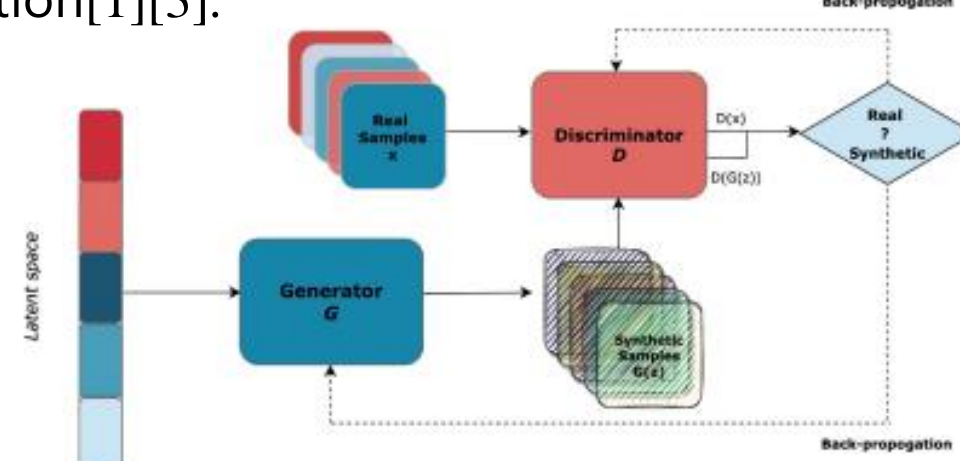 tion[1][3].
Back-propogation
Real
Samples
x
Discriminator
D
D(x)
D(G(z))
Real
?
Synthetic
Latent space
Generator
G
Synthetic
Samples
G(z)
Back-propogation